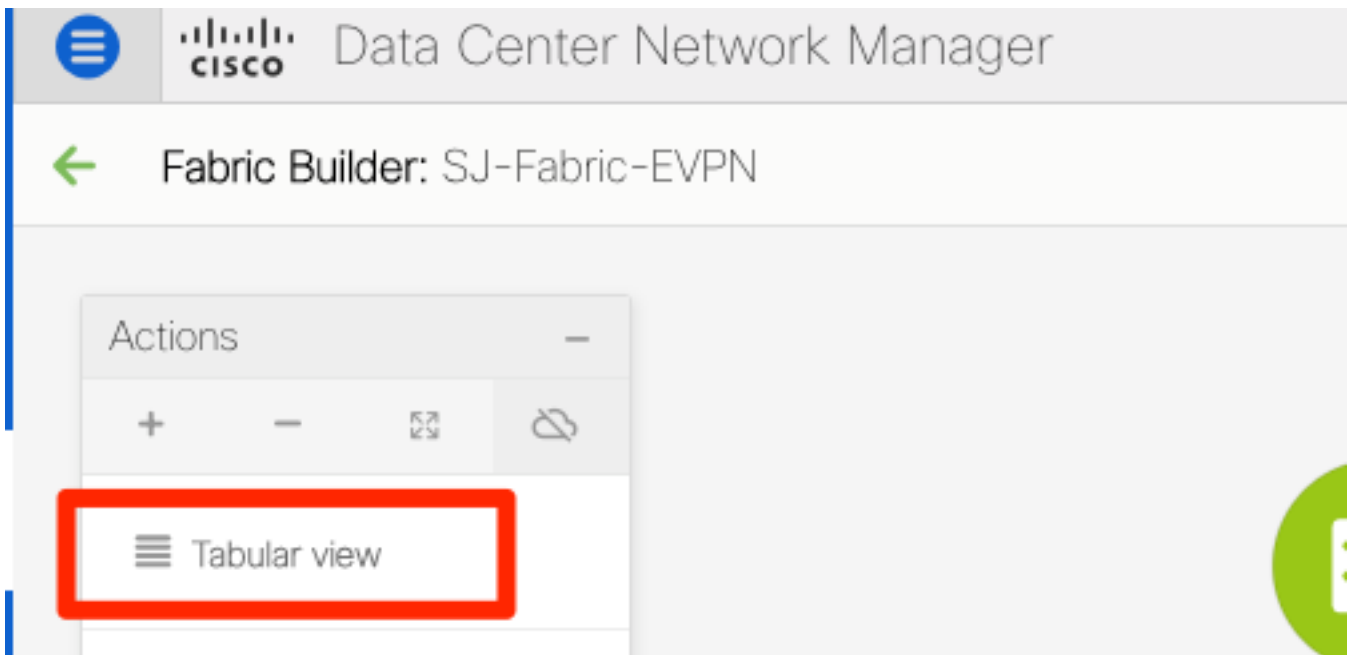 CISCO Data Center Network Manager
Fabric Builder: SJ-Fabric-EVPN
Actions
Tabular view